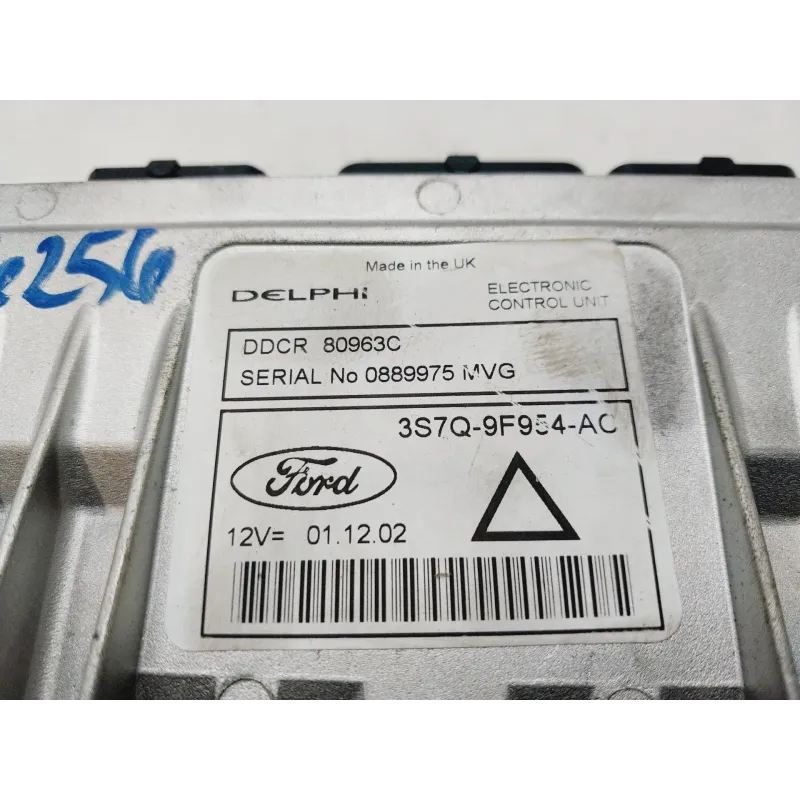 256
Made in the UK
DELPHI
ELECTRONIC
CONTROL UNIT
DDCR 80963C
SERIAL No 0889975 MVG
3S7Q-9F954-AC
Ford
12V= 01.12.02